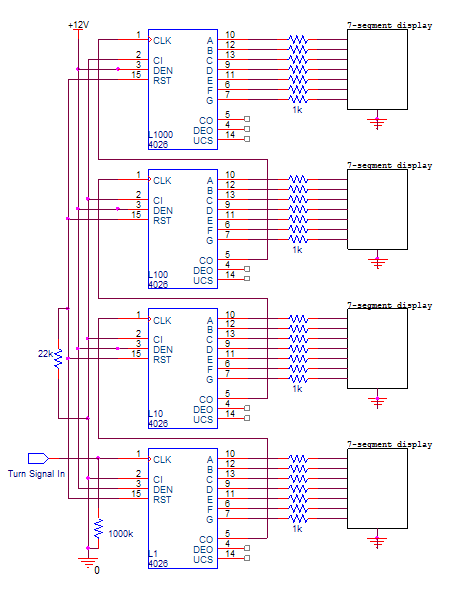 +12V
7-segment display
1 CLK A 10
B 12
2 CI C 13
3 DEN D 9
15 RST E 11
F 6
G 7
1k
CO 5
L1000 DEO 4
4026 UCS 14
7-segment display
1 CLK A 10
B 12
2 CI C 13
3 DEN D 9
15 RST E 11
F 6
G 7
1k
CO 5
L100 DEO 4
4026 UCS 14
7-segment display
1 CLK A 10
B 12
2 CI C 13
22k 3 DEN D 9
15 RST E 11
F 6
G 7
1k
CO 5
L10 DEO 4
4026 UCS 14
7-segment display
Turn Signal In 1 CLK A 10
B 12
2 CI C 13
3 DEN D 9
15 RST E 11
F 6
G 7
1k
1000k CO 5
L1 DEO 4
4026 UCS 14
0